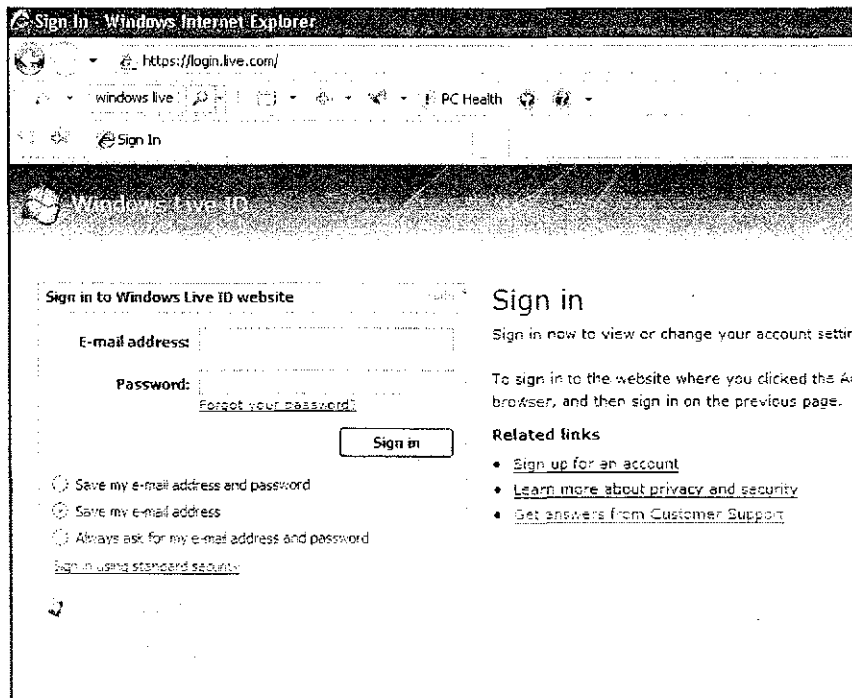 Sign In - Windows Internet Explorer
https://login.live.com/
windows live
PC Health
Sign In
Windows Live ID
Sign in to Windows Live ID website
E-mail address:
Password:
Forgot your password?
Sign in
Save my e-mail address and password
Save my e-mail address
Always ask for my e-mail address and password
Sign in using standard security
Sign in
Sign in now to view or change your account settin
To sign in to the website where you clicked the A
browser, and then sign in on the previous page.
Related links
• Sign up for an account
• Learn more about privacy and security
• Get answers from Customer Support